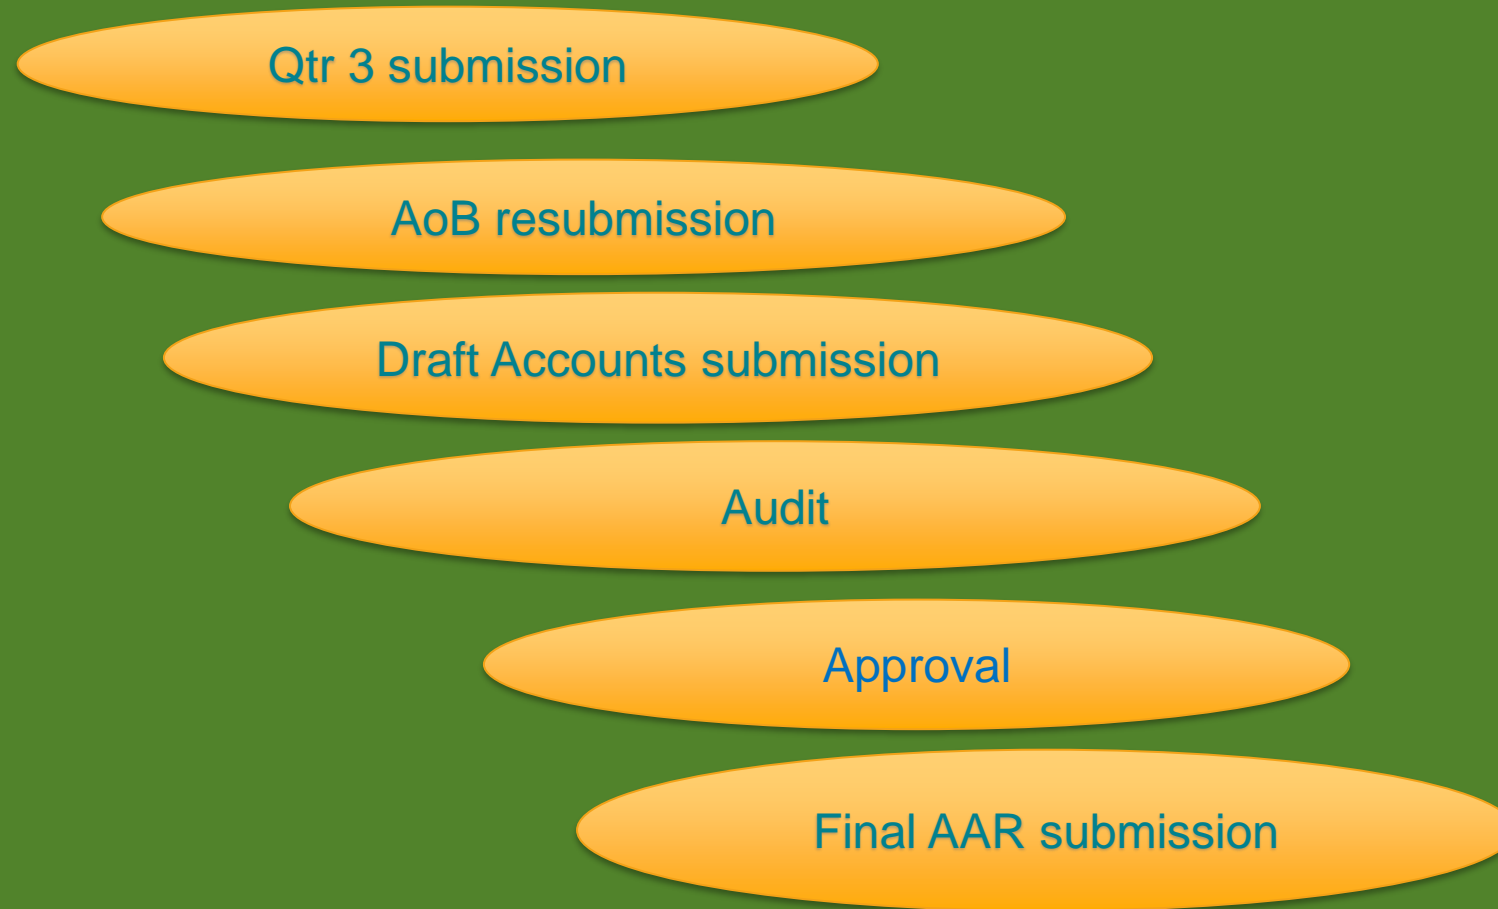 Qtr 3 submission
AoB resubmission
Draft Accounts submission
Audit
Approval
Final AAR submission